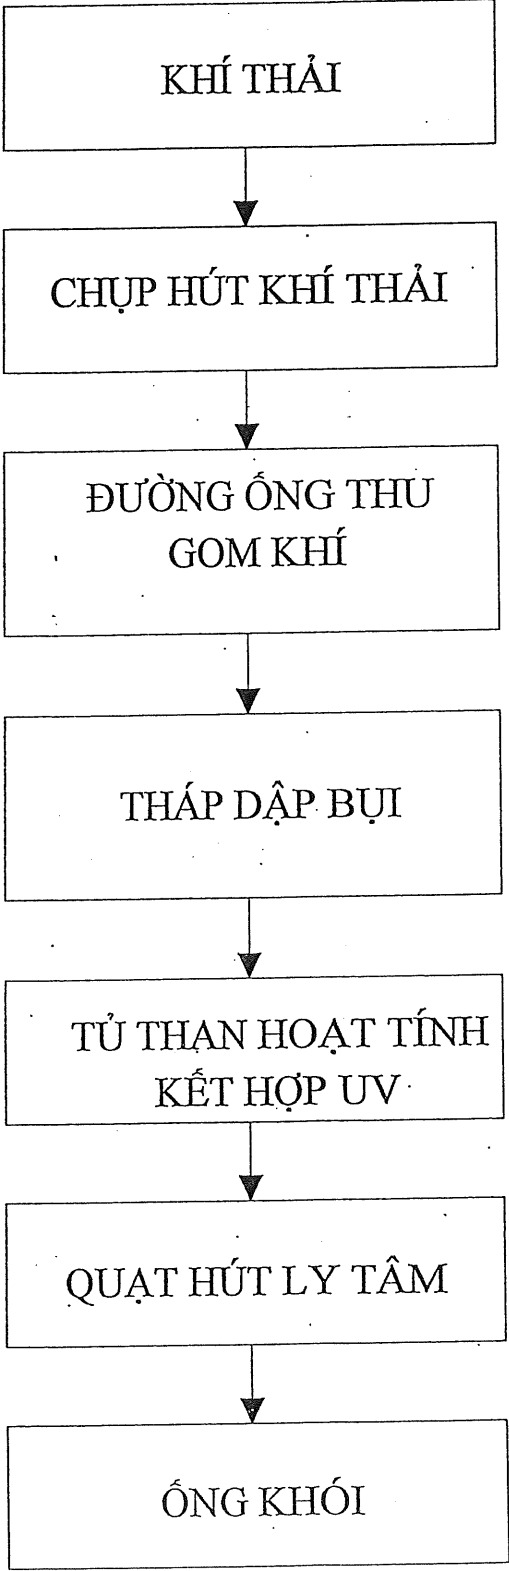 KHÍ THẢI
CHỤP HÚT KHÍ THẢI
ĐƯỜNG ỐNG THU
GOM KHÍ
THÁP DẬP BỤI
TỦ THAN HOẠT TÍNH
KẾT HỢP UV
QUẠT HÚT LY TÂM
ỐNG KHÓI